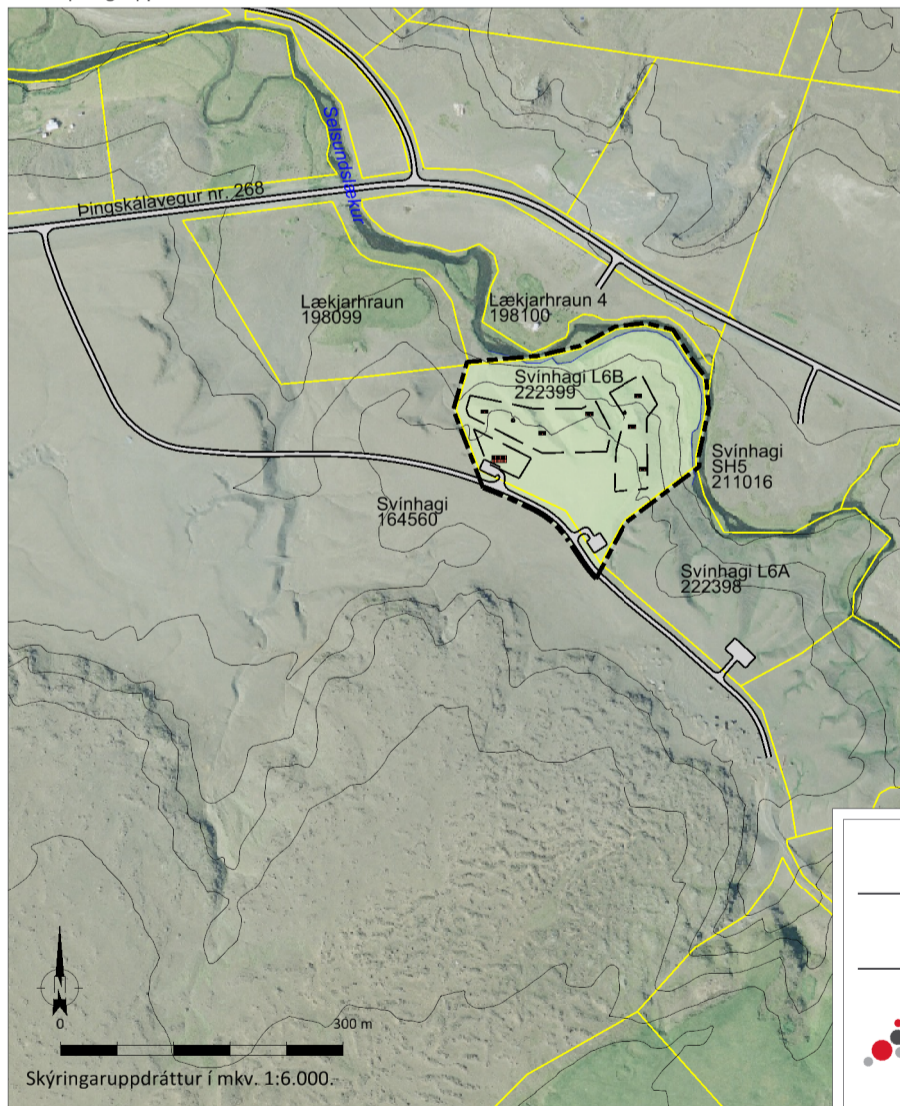 Selsundslækur
Þingskálavegur nr. 268
Lækjarhraun
198099
Lækjarhraun 4
198100
Svínhagi L6B
222399
Svínhagi
SH5
211016
Svínhagi
164560
Svínhagi L6A
222398
N
0 300 m
Skýringaruppdráttur í mkv. 1:6.000.